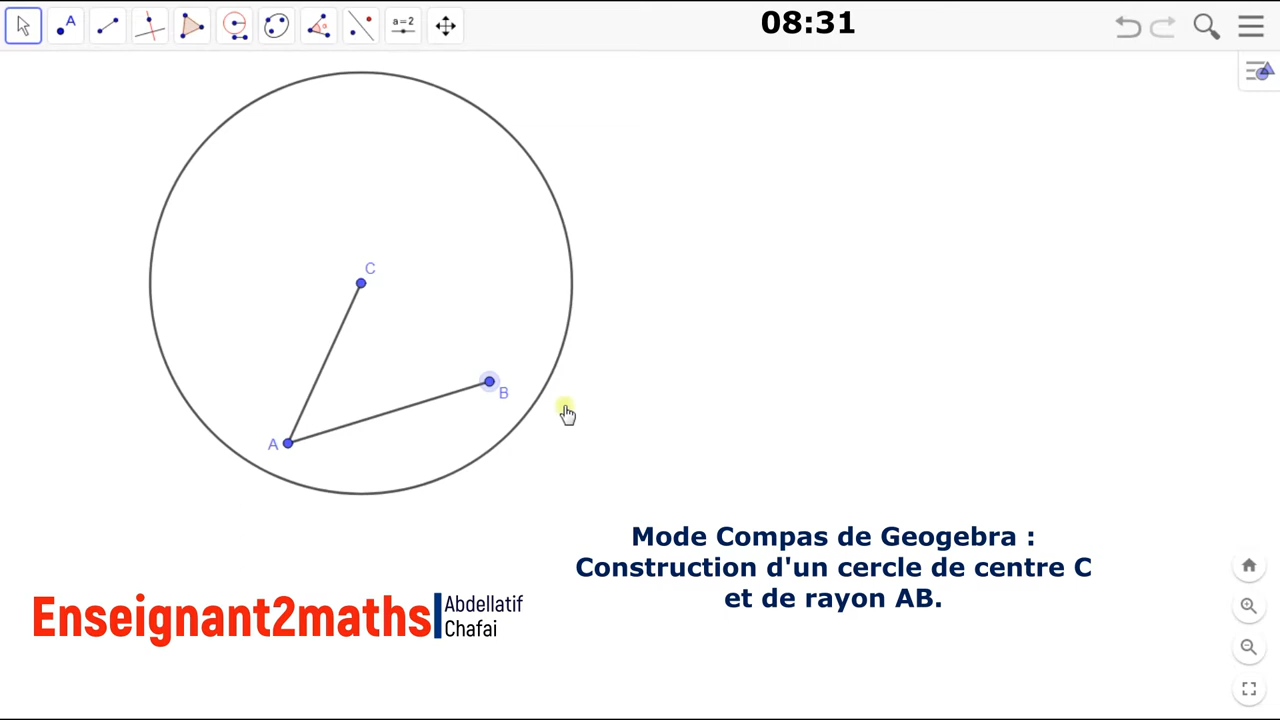 A
a=2
08:31
C
B
A
Mode Compas de Geogebra :
Construction d'un cercle de centre C
et de rayon AB.
Enseignant2maths
Abdellatif
Chafai